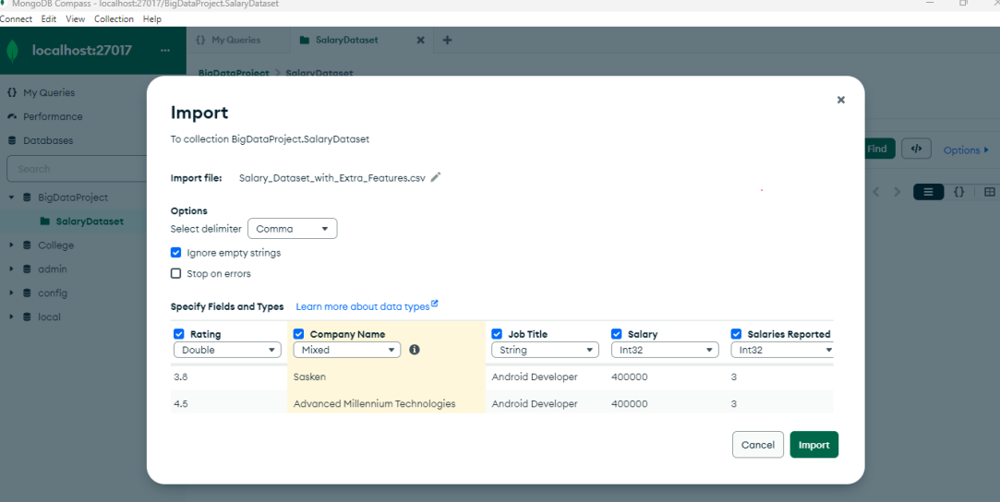 MongoDB Compass - localhost:27017/BigDataProject.SalaryDataset
Connect Edit View Collection Help
localhost:27017 ...
{} My Queries
SalaryDataset
BigDataProject > SalaryDataset
{} My Queries
Performance
Databases
Search
BigDataProject
SalaryDataset
College
admin
config
local
Find </> Options
{}
Import
To collection BigDataProject.SalaryDataset
Import file: Salary_Dataset_with_Extra_Features.csv
Options
Select delimiter Comma
Ignore empty strings
Stop on errors
Specify Fields and Types Learn more about data types
Rating Company Name Job Title Salary Salaries Reported
Double Mixed String Int32 Int32
3.8 Sasken Android Developer 400000 3
4.5 Advanced Millennium Technologies Android Developer 400000 3
Cancel Import